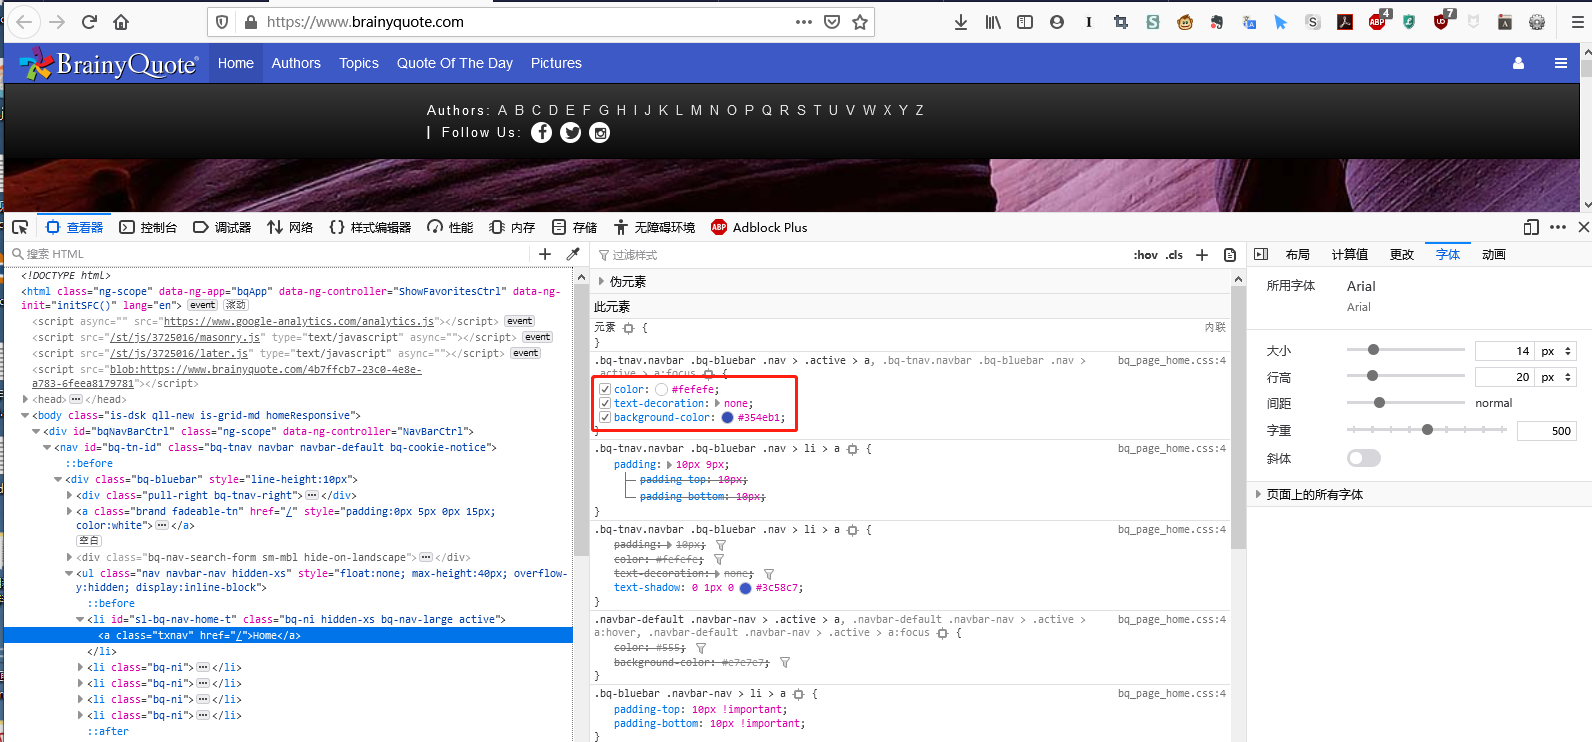 https://www.brainyquote.com
4
7
BrainyQuote® Home Authors Topics Quote Of The Day Pictures
Authors: A B C D E F G H I J K L M N O P Q R S T U V W X Y Z
| Follow Us:
查看器 控制台 调试器 网络 {} 样式编辑器 性能 内存 存储 无障碍环境 ABP Adblock Plus
搜索 HTML
<!DOCTYPE html>
<html class="ng-scope" data-ng-app="bqApp" data-ng-controller="ShowFavoritesCtrl" data-ng-
init="initSFC()" lang="en"> event 滚动
<script async="" src="https://www.google-analytics.com/analytics.js"></script> event
<script src="/st/js/3725016/masonry.js" type="text/javascript" async=""></script> event
<script src="/st/js/3725016/later.js" type="text/javascript" async=""></script> event
<script src="blob:https://www.brainyquote.com/4b7ffcb7-23c0-4e8e-
a783-6feea8179781"></script>
<head>⋯</head>
<body class="is-dsk qll-new is-grid-md homeResponsive">
<div id="bqNavBarCtrl" class="ng-scope" data-ng-controller="NavBarCtrl">
<nav id="bq-tn-id" class="bq-tnav navbar navbar-default bq-cookie-notice">
::before
<div class="bq-bluebar" style="line-height:10px">
<div class="pull-right bq-tnav-right">⋯</div>
<a class="brand fadeable-tn" href="/" style="padding:0px 5px 0px 15px;
color:white">⋯</a>
空白
<div class="bq-nav-search-form sm-mbl hide-on-landscape">⋯</div>
<ul class="nav navbar-nav hidden-xs" style="float:none; max-height:40px; overflow-
y:hidden; display:inline-block">
::before
<li id="sl-bq-nav-home-t" class="bq-ni hidden-xs bq-nav-large active">
<a class="txnav" href="/">Home</a>
</li>
<li class="bq-ni">⋯</li>
<li class="bq-ni">⋯</li>
<li class="bq-ni">⋯</li>
<li class="bq-ni">⋯</li>
::after
过滤样式 :hov .cls +
伪元素
此元素
元素 { 内联
}
.bq-tnav.navbar .bq-bluebar .nav > .active > a, .bq-tnav.navbar .bq-bluebar .nav > bq_page_home.css:4
.active > a:focus {
color: #fefefe;
text-decoration: none;
background-color: #354eb1;
}
.bq-tnav.navbar .bq-bluebar .nav > li > a { bq_page_home.css:4
padding: 10px 9px;
padding-top: 10px;
padding-bottom: 10px;
}
.bq-tnav.navbar .bq-bluebar .nav > li > a { bq_page_home.css:4
padding: 10px;
color: #fefefe;
text-decoration: none;
text-shadow: 0 1px 0 #3c58c7;
}
.navbar-default .navbar-nav > .active > a, .navbar-default .navbar-nav > .active > bq_page_home.css:4
a:hover, .navbar-default .navbar-nav > .active > a:focus {
color: #555;
background-color: #e7e7e7;
}
.bq-bluebar .navbar-nav > li > a { bq_page_home.css:4
padding-top: 10px !important;
padding-bottom: 10px !important;
}
布局 计算值 更改 字体 动画
所用字体 Arial
Arial
大小 14 px
行高 20 px
间距 normal
字重 500
斜体
页面上的所有字体